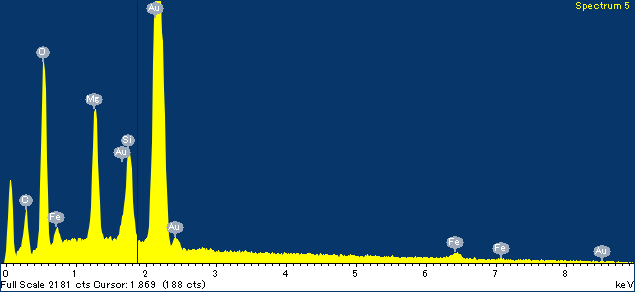 Spectrum 5
Au
O
Mg
Si
Au
C
Fe
Au
Fe
Fe
Au
0 1 2 3 4 5 6 7 8
Full Scale 2181 cts Cursor: 1.869 (188 cts) keV